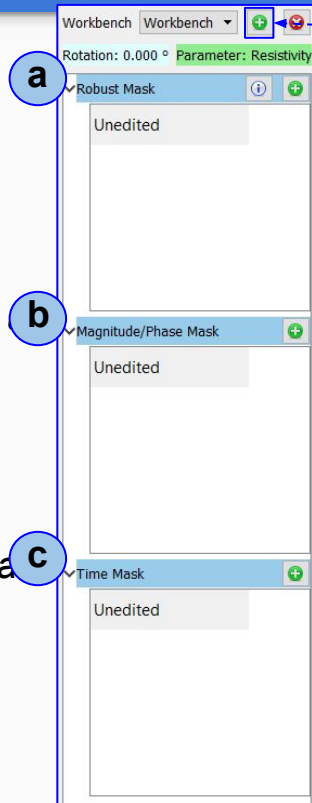 Workbench Workbench
Rotation: 0.000 º Parameter: Resistivity
a
Robust Mask
Unedited
b
Magnitude/Phase Mask
Unedited
a
c
Time Mask
Unedited